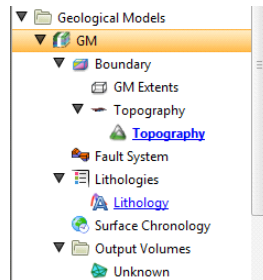 Geological Models
GM
Boundary
GM Extents
Topography
Topography
Fault System
Lithologies
Lithology
Surface Chronology
Output Volumes
Unknown